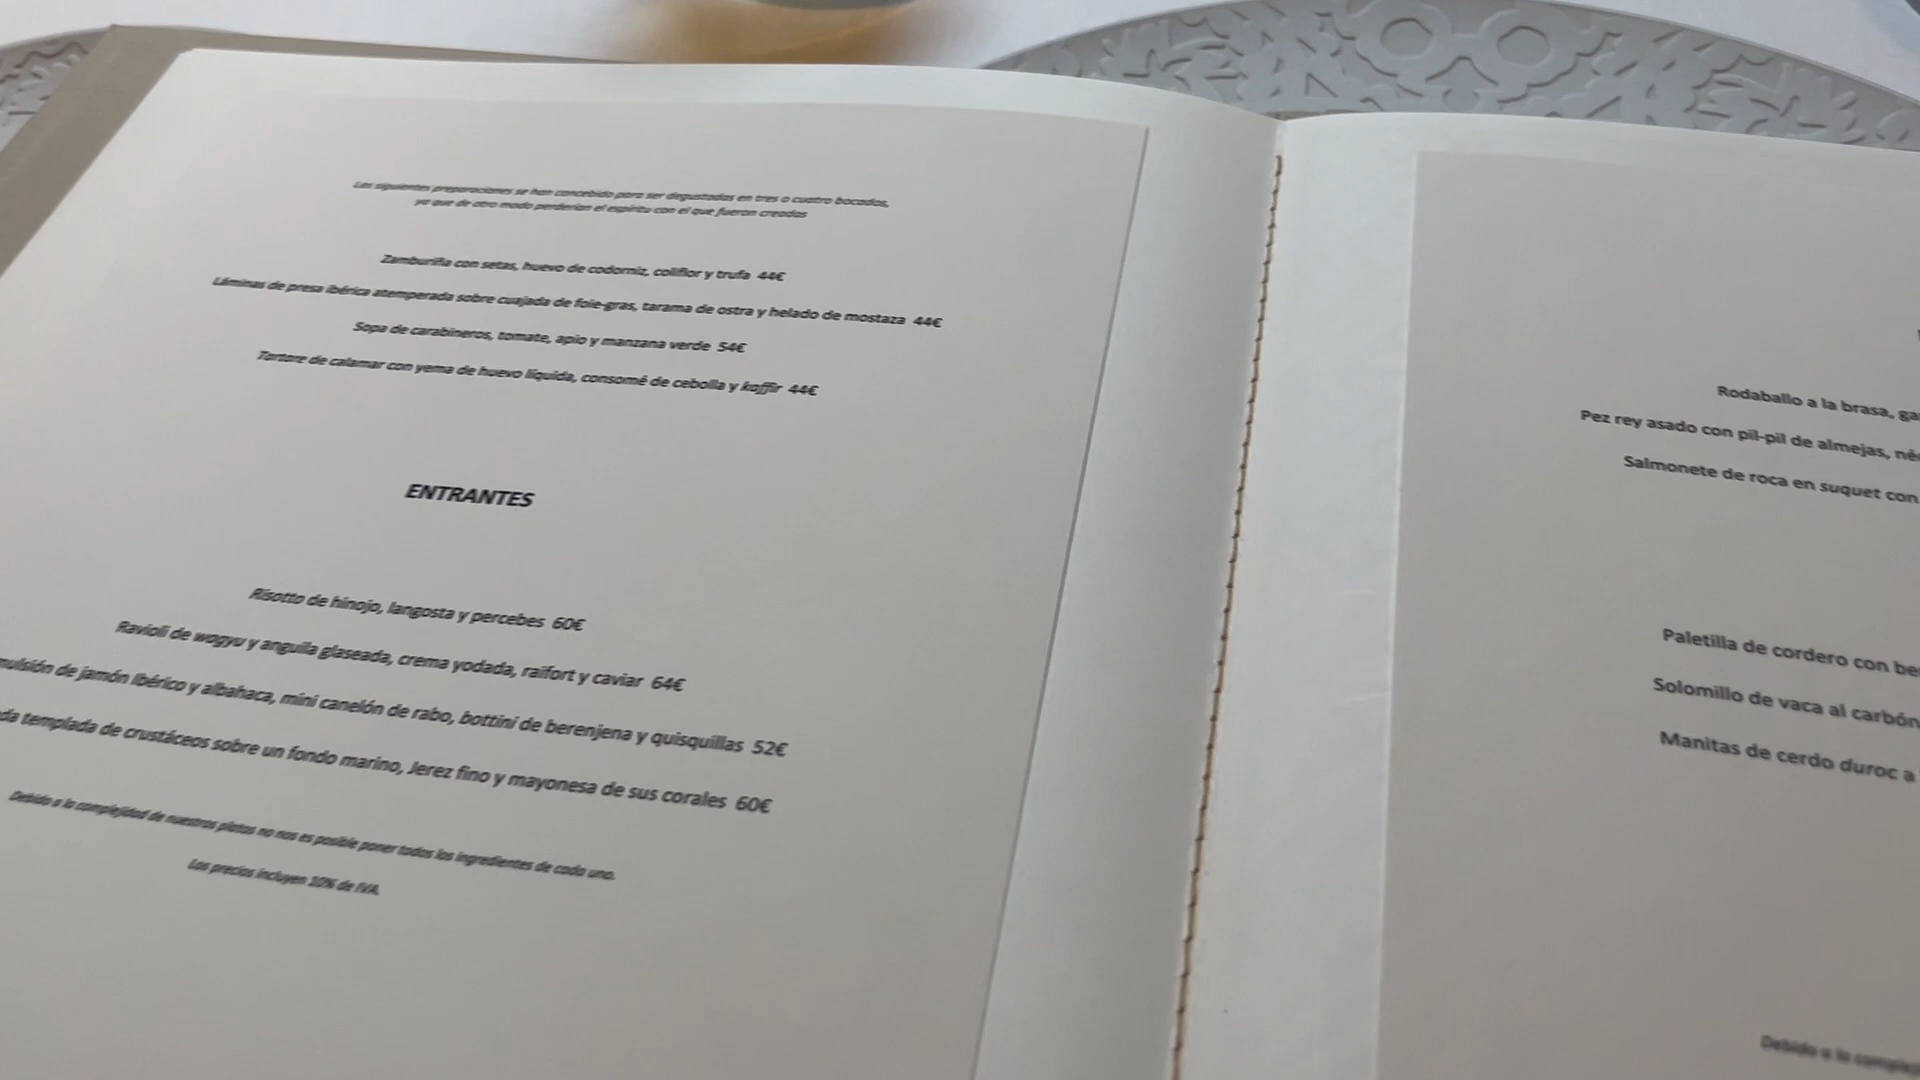 Las siguientes preparaciones se han concebido para ser degustadas en tres o cuatro bocados,
ya que de otro modo perderían el espíritu con el que fueron creadas
Zamburiña con setas, huevo de codorniz, coliflor y trufa 44€
Láminas de presa ibérica atemperada sobre cuajada de foie-gras, tarama de ostra y helado de mostaza 44€
Sopa de carabineros, tomate, apio y manzana verde 54€
Tartare de calamar con yema de huevo líquida, consomé de cebolla y kaffir 44€
ENTRANTES
Risotto de hinojo, langosta y percebes 60€
Ravioli de wagyu y anguila glaseada, crema yodada, raifort y caviar 64€
de jamón ibérico y albahaca, mini canelón de rabo, bottini de berenjena y quisquillas 52€
templada de crustáceos sobre un fondo marino, Jerez fino y mayonesa de sus corales 60€
Debido a la complejidad de nuestros platos no nos es posible poner todos los ingredientes de cada uno.
Los precios incluyen 10% de IVA.
Rodaballo a la brasa,
Pez rey asado con pil-pil de almejas,
Salmonete de roca en suquet con
Paletilla de cordero con
Solomillo de vaca al carbón
Manitas de cerdo duroc a
Debido a la